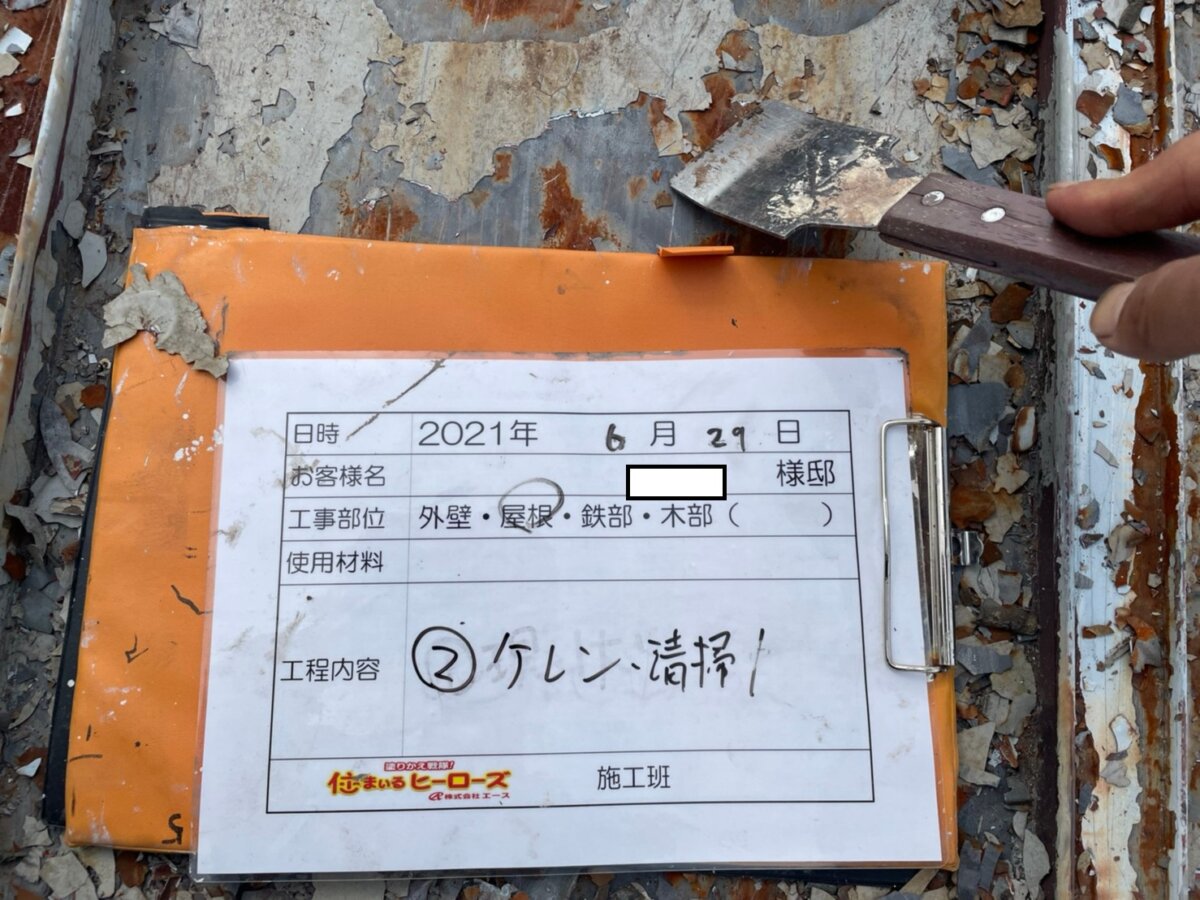 日時 2021年 6月 29日
お客様名 様邸
工事部位 外壁・屋根・鉄部・木部( )
使用材料
工程内容 ②ケレン、清掃
塗りかえ戦隊!
住まいるヒーローズ 施工班
株式会社エース
5